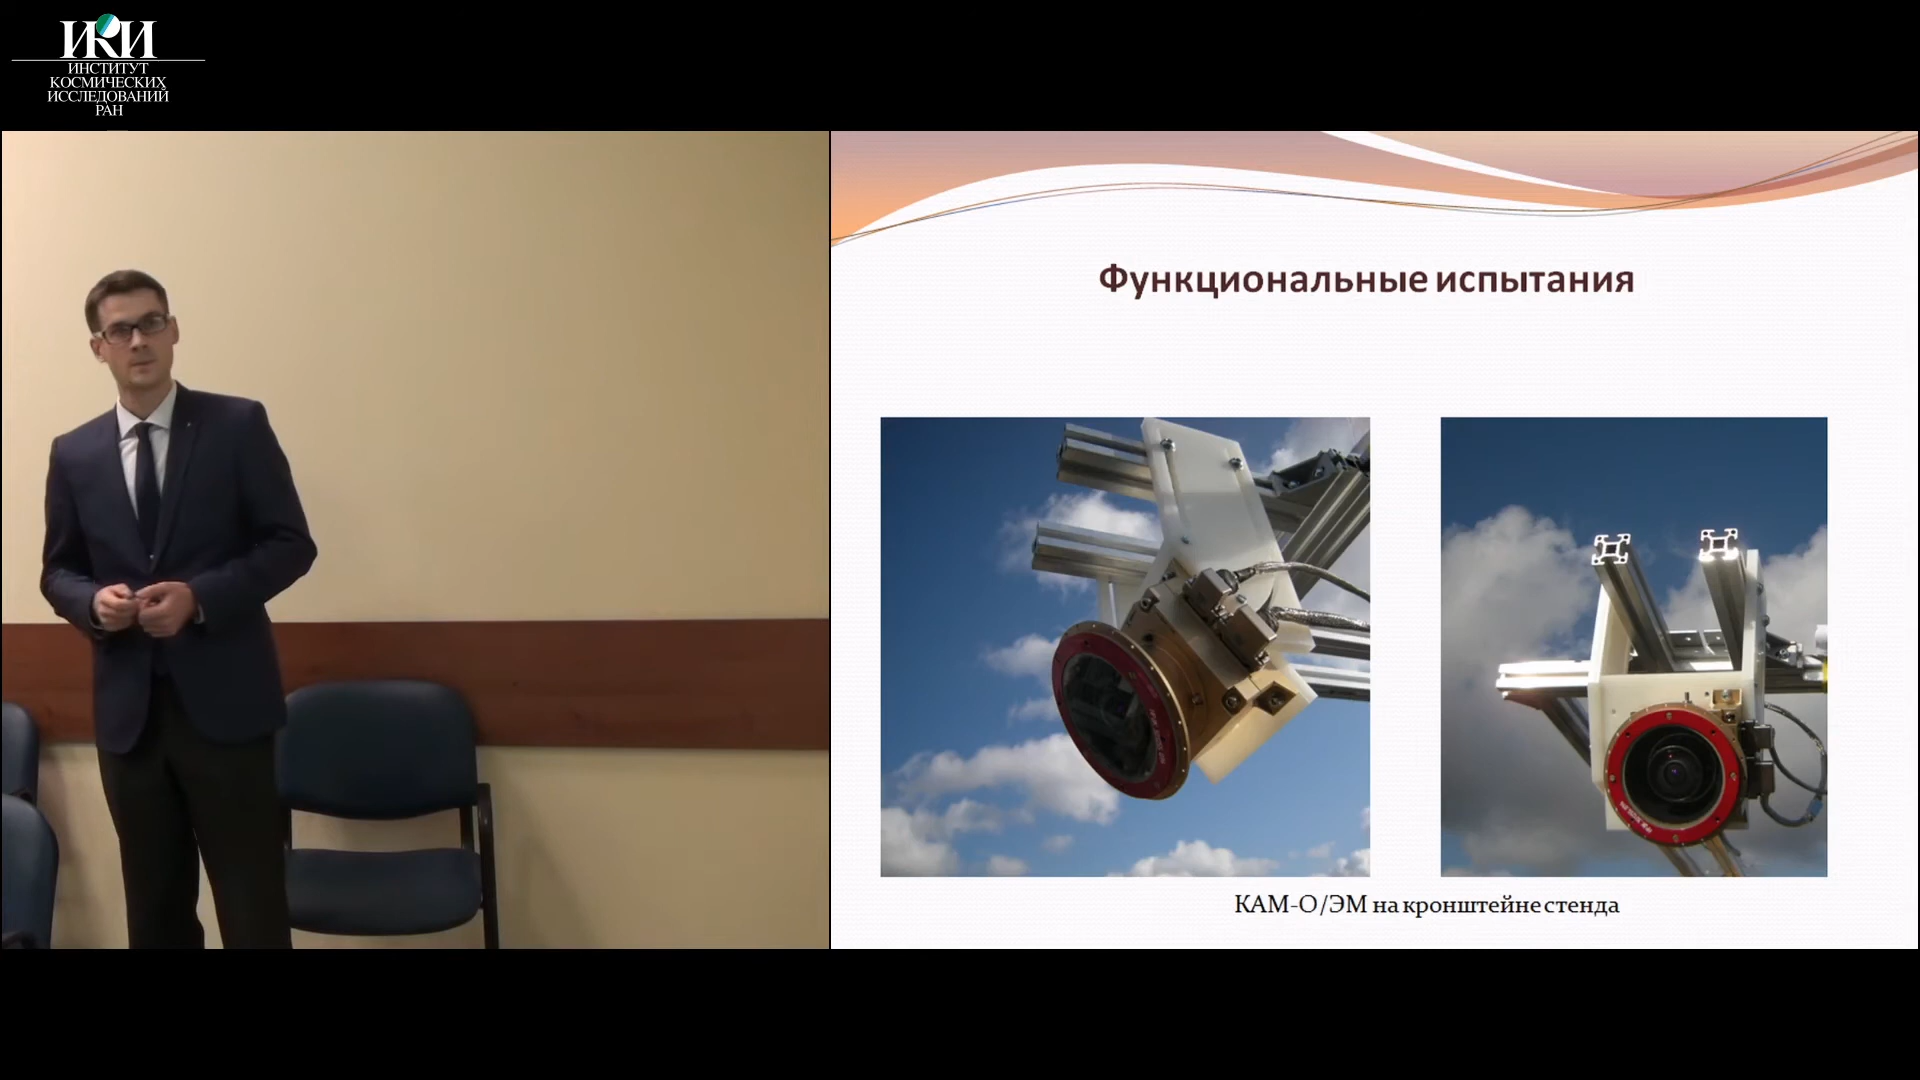 ИКИ
ИНСТИТУТ
КОСМИЧЕСКИХ
ИССЛЕДОВАНИЙ
РАН
Функциональные испытания
КАМ-О/ЭМ на кронштейне стенда